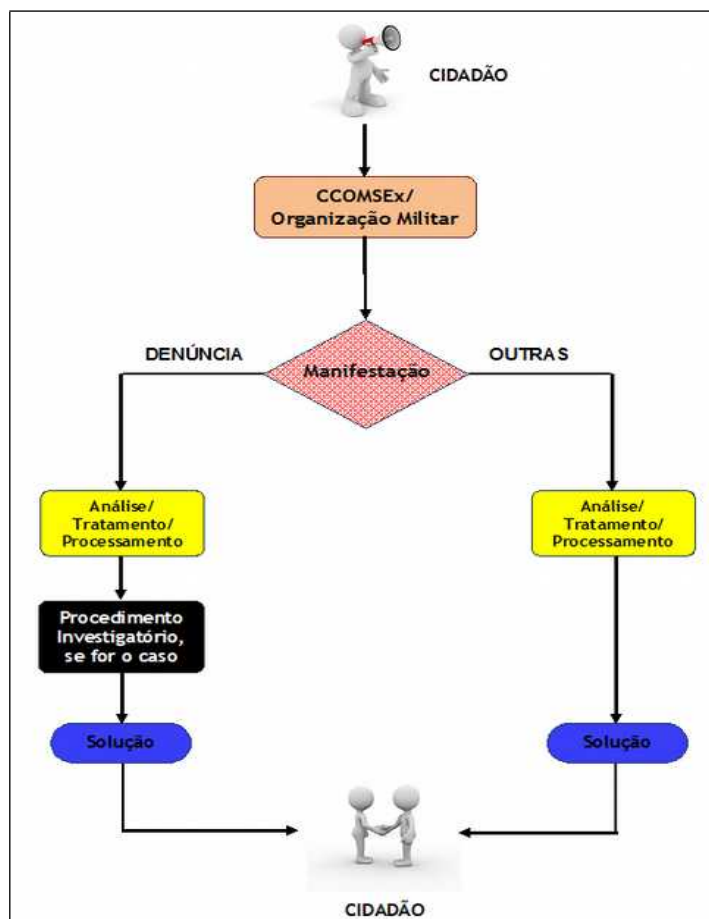 CIDADÃO
CCOMSEx/
Organização Militar
DENÚNCIA
OUTRAS
Manifestação
Análise/
Tratamento/
Processamento
Análise/
Tratamento/
Processamento
Procedimento
Investigatório,
se for o caso
Solução
Solução
CIDADÃO